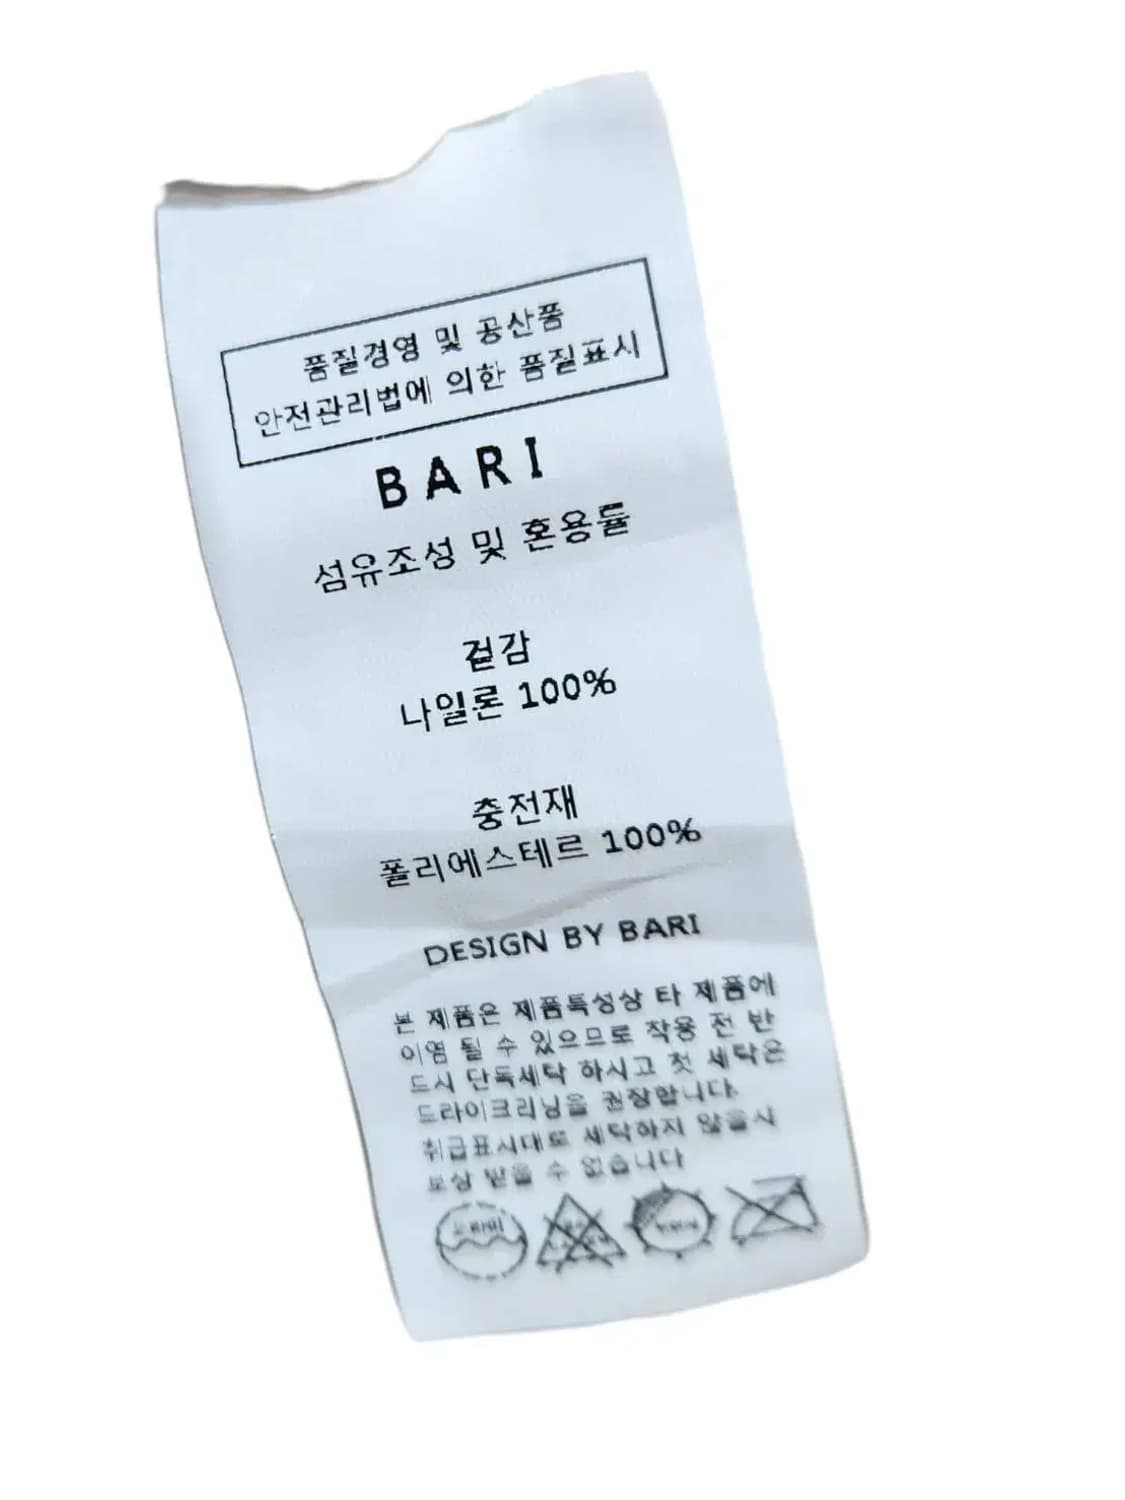 품질경영 및 공산품
안전관리법에 의한 품질표시
BARI
섬유조성 및 혼용률
겉감
나일론 100%
충전재
폴리에스테르 100%
DESIGN BY BARI
본 제품은 제품특성상 타 제품에
이염 될 수 있으므로 착용 전 반
드시 단독세탁 하시고 첫 세탁은
드라이크리닝을 권장합니다.
취급표시대로 세탁하지 않을시
보상 받을 수 없습니다
드라이